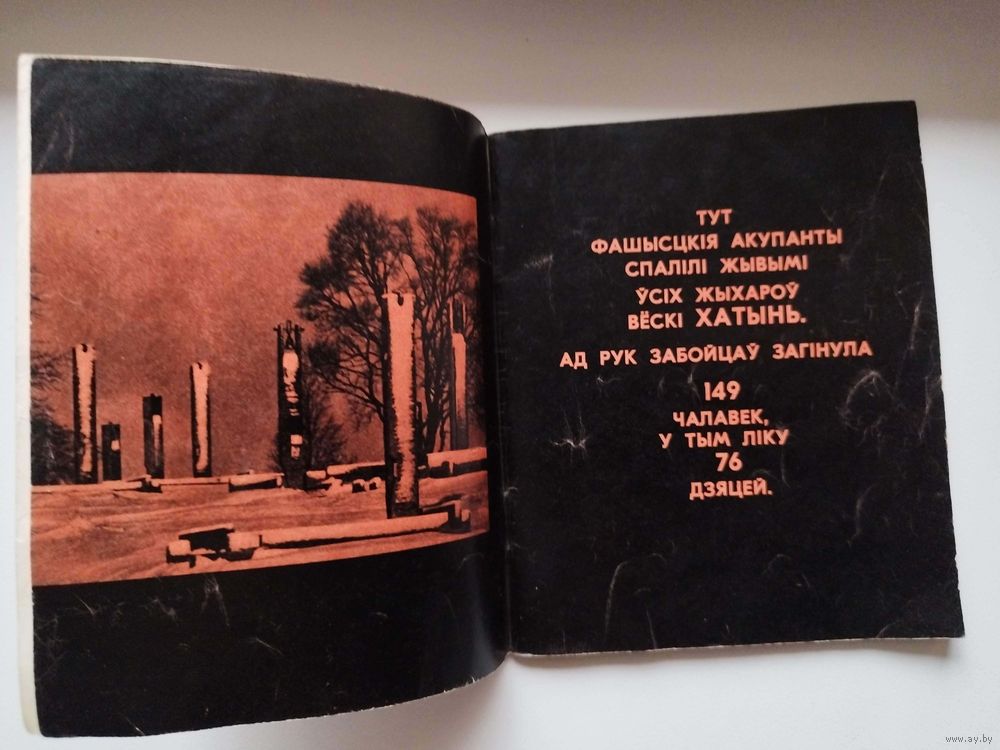 ТУТ
ФАШЫСЦКІЯ АКУПАНТЫ
СПАЛІЛІ ЖЫВЫМІ
ЎСІХ ЖЫХАРОЎ
ВЁСКІ ХАТЫНЬ.
АД РУК ЗАБОЙЦАЎ ЗАГІНУЛА
149
ЧАЛАВЕК,
У ТЫМ ЛІКУ
76
ДЗЯЦЕЙ.
www.ay.by